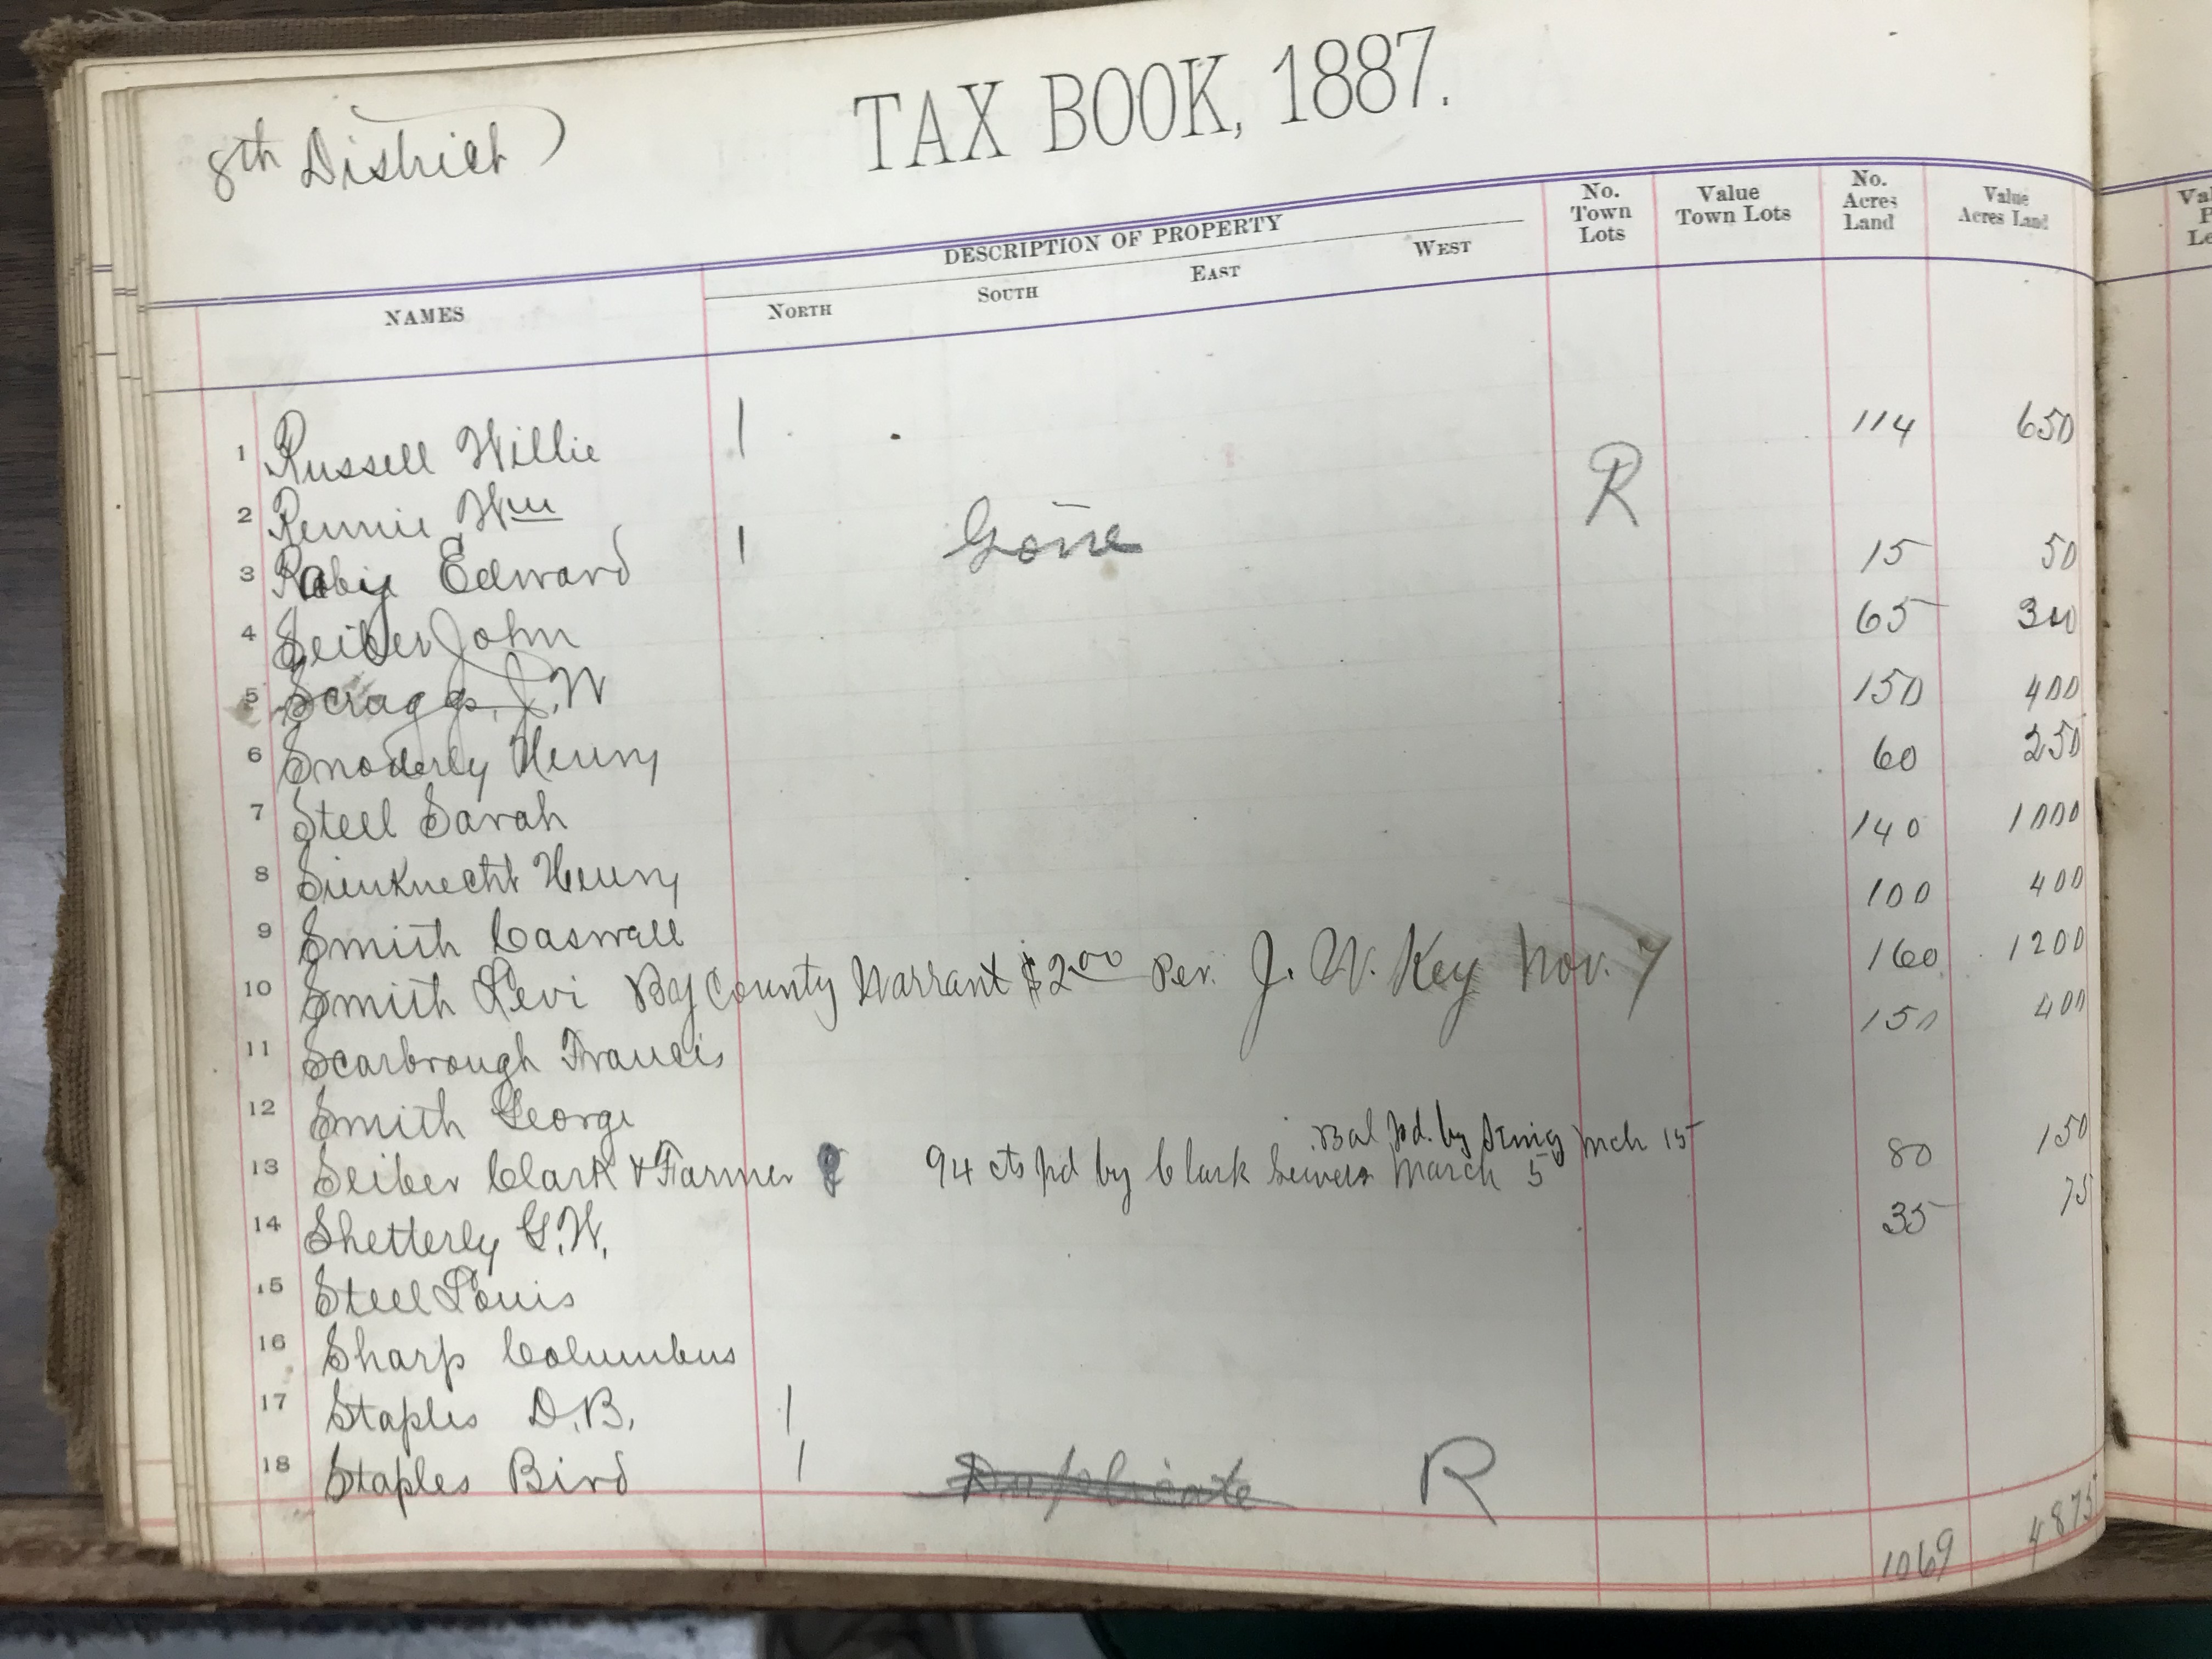 8th District
TAX BOOK, 1887.
NAMES
DESCRIPTION OF PROPERTY
NORTH SOUTH EAST WEST
No. Town Lots
Value Town Lots
No. Acres Land
Value Acres Land
1 Russell Willie 1 114 650
2 Rennie Wm R
3 Edward 1 Gone 15 50
4 Seiber John 65 300
5 Scraggs, J. W 150 400
6 Snoderly Henry 60 250
7 Steel Sarah 140 1000
8 Sienknecht Henry 100 400
9 Smith Caswell 160 1200
10 Smith Levi By County Warrant $2.00 Per. J. W. Key Nov. 7 150 400
11 Scarbrough Francis
12 Smith George 80 150
Bal pd. by Mch 15
13 Seiber Clark & Farmer 94 cts pd by Clark March 5 35 75
14 Shetterly G. W.
15 Steel Louis
16 Sharp Columbus
17 Staples D. B. 1
18 Staples Bird 1 Duplicate R
1069 4875